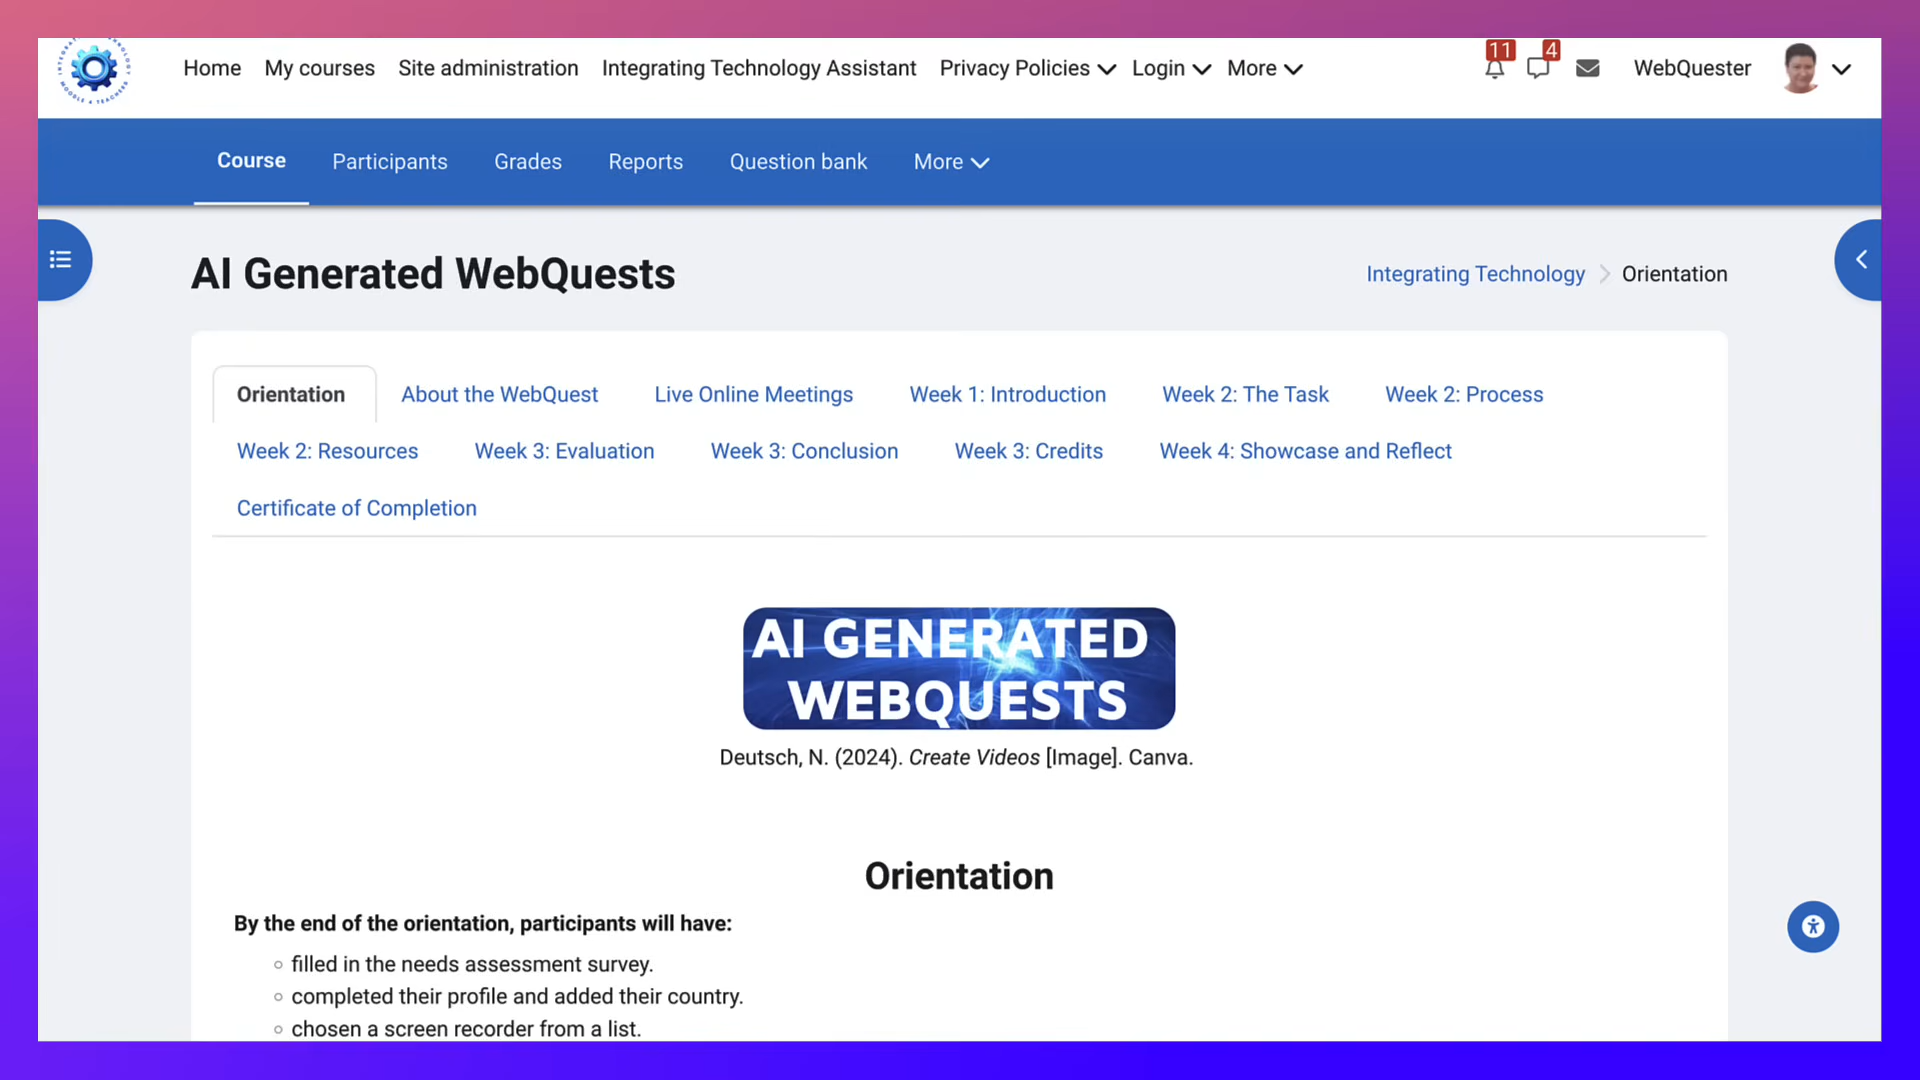 INTEGRATING TECHNOLOGY
MOODLE 4 TEACHERS
Home My courses Site administration Integrating Technology Assistant Privacy Policies Login More 11 4 WebQuester
Course Participants Grades Reports Question bank More
AI Generated WebQuests
Integrating Technology Orientation
Orientation About the WebQuest Live Online Meetings Week 1: Introduction Week 2: The Task Week 2: Process
Week 2: Resources Week 3: Evaluation Week 3: Conclusion Week 3: Credits Week 4: Showcase and Reflect
Certificate of Completion
AI GENERATED
WEBQUESTS
Deutsch, N. (2024). Create Videos [Image]. Canva.
Orientation
By the end of the orientation, participants will have:
filled in the needs assessment survey.
completed their profile and added their country.
chosen a screen recorder from a list.